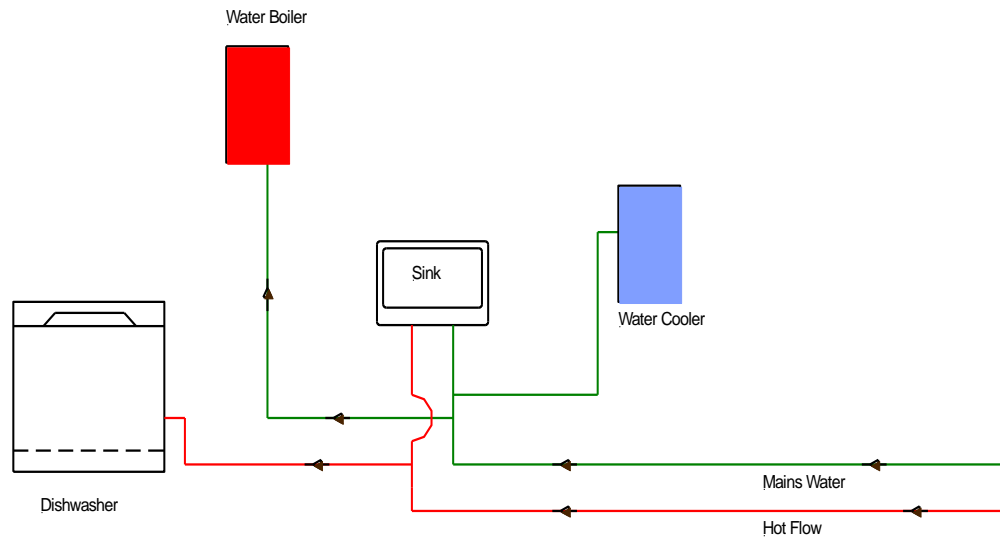 Water Boiler
Sink
Water Cooler
Mains Water
Dishwasher
Hot Flow